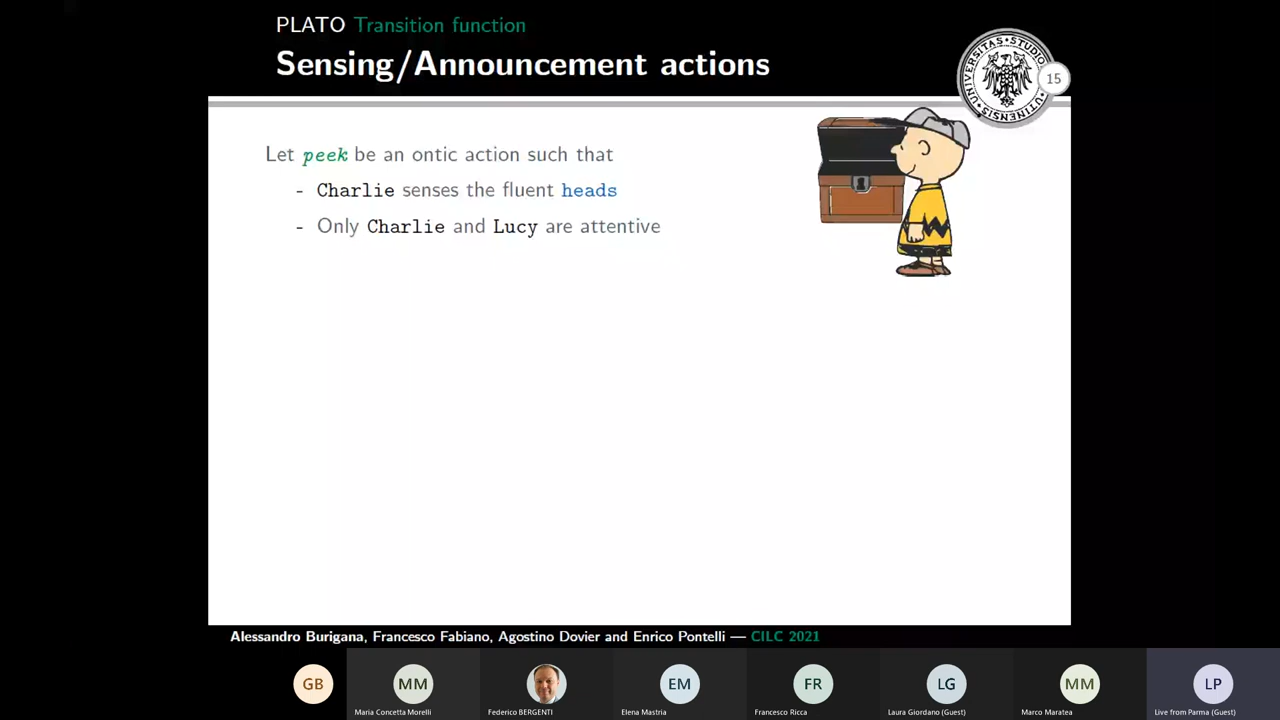 PLATO Transition function
Sensing/Announcement actions
UNIVERSITAS · STUDIO
UTINENSIS
15
Let peek be an ontic action such that
- Charlie senses the fluent heads
- Only Charlie and Lucy are attentive
Alessandro Burigana, Francesco Fabiano, Agostino Dovier and Enrico Pontelli — CILC 2021
GB
MM
EM
FR
LG
MM
LP
Maria Concetta Morelli
Federico BERGENTI
Elena Mastria
Francesco Ricca
Laura Giordano (Guest)
Marco Maratea
Live from Parma (Guest)